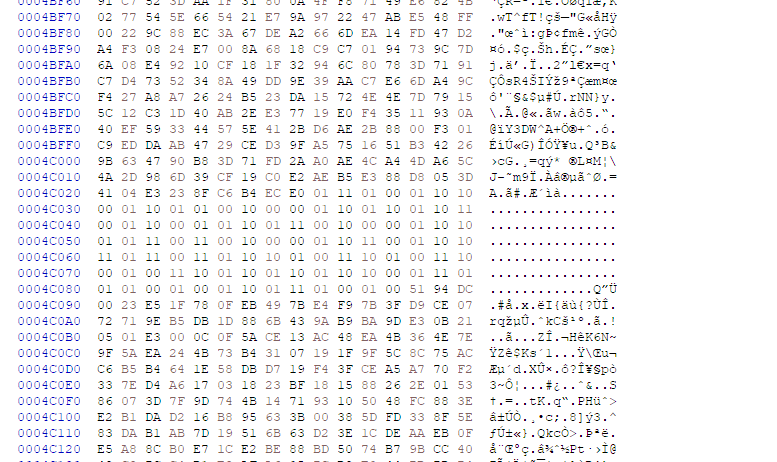 0004BF70 02 77 54 5E 66 54 21 E7 9A 97 22 47 AB E5 48 FF .wT^fT!çš—"G«åHÿ
0004BF80 00 22 9C 88 EC 3A 67 DE A2 66 6D EA 14 FD 47 D2 ."œˆì:gÞ¢fmê.ýGÒ
0004BF90 A4 F3 08 24 E7 00 8A 68 18 C9 C7 01 94 73 9C 7D ¤ó.$ç.Šh.ÉÇ.”sœ}
0004BFA0 6A 08 E4 92 10 CF 18 1F 32 94 6C 80 78 3D 71 91 j.ä’.Ï..2”l€x=q‘
0004BFB0 C7 D4 73 52 34 8A 49 DD 9E 39 AA C7 E6 6D A4 9C ÇÔsR4ŠIÝž9ªÇæm¤œ
0004BFC0 F4 27 A8 A7 26 24 B5 23 DA 15 72 4E 4E 7D 79 15 ô'¨§&$µ#Ú.rNN}y.
0004BFD0 5C 12 C3 1D 40 AB 2E E3 77 19 E0 F4 35 11 93 0A \.Ã.@«.ãw.àô5.“.
0004BFE0 40 EF 59 33 44 57 5E 41 2B D6 AE 2B 88 00 F3 01 @ïY3DW^A+Ö®+ˆ.ó.
0004BFF0 C9 ED DA AB 47 29 CE D3 9F A5 75 16 51 B3 42 26 ÉíÚ«G)ÎÓŸ¥u.Q³B&
0004C000 9B 63 47 90 B8 3D 71 FD 2A A0 AE 4C A4 4D A6 5C ›cG.¸=qý* ®L¤M¦\
0004C010 4A 2D 98 6D 39 CF 19 C0 E2 AE B5 E3 88 D8 05 3D J-˜m9Ï.Àâ®µãˆØ.=
0004C020 41 04 E3 23 8F C6 B4 EC E0 01 11 01 00 01 10 10 A.ã#.Æ´ìà.......
0004C030 00 01 10 01 01 00 10 00 00 01 10 01 01 10 10 11 ................
0004C040 00 01 10 10 01 01 10 01 11 00 10 00 01 10 10 10 ................
0004C050 01 01 11 00 11 00 10 00 00 01 10 11 00 01 10 10 ................
0004C060 11 01 11 00 11 01 10 10 01 00 10 01 00 01 10 10 ................
0004C070 00 01 00 11 10 01 10 10 01 01 10 00 00 01 11 01 ................
0004C080 01 01 00 01 00 01 10 01 11 01 00 01 00 51 94 DC .............Q”Ü
0004C090 00 23 E5 1F 78 0F EB 49 7B E4 F9 7B 3F D9 CE 07 .#å.x.ëI{äù{?ÙÎ.
0004C0A0 72 71 9E B5 DB 1D 88 6B 43 9A B9 BA 9D E3 0B 21 rqžµÛ.ˆkCš¹º.ã.!
0004C0B0 05 01 E3 00 0C 0F 5A CE 13 AC 48 EA 4B 36 4E 7E ..ã...ZÎ.¬HêK6N~
0004C0C0 9F 5A EA 24 4B 73 B4 31 07 19 1F 9F 5C 8C 75 AC ŸZê$Ks´1...Ÿ\Œu¬
0004C0D0 C6 B5 B4 64 1E 58 DB D7 19 F4 3F CE A5 A7 70 F2 Æµ´d.XÛ×.ô?Î¥§pò
0004C0E0 33 7E D4 A6 17 03 18 23 BF 18 15 88 26 2E 01 53 3~Ô¦...#¿..ˆ&..S
0004C0F0 86 07 3D 7F 9D 74 4B 14 71 93 10 50 48 FC 88 3E †.=..tK.q“.PHüˆ>
0004C100 E2 B1 DA D2 16 B8 95 63 3B 00 38 5D FD 33 8F 5E â±ÚÒ.¸•c;.8]ý3.^
0004C110 83 DA B1 AB 7D 19 51 6B 63 D2 3E 1C DE AA EB 0F ƒÚ±«}.QkcÒ>.Þªë.
0004C120 E5 A8 8C B0 E7 1C E2 BE 88 BD 50 74 B7 9B CC 40 å¨Œ°ç.â¾ˆ½Pt·›Ì@